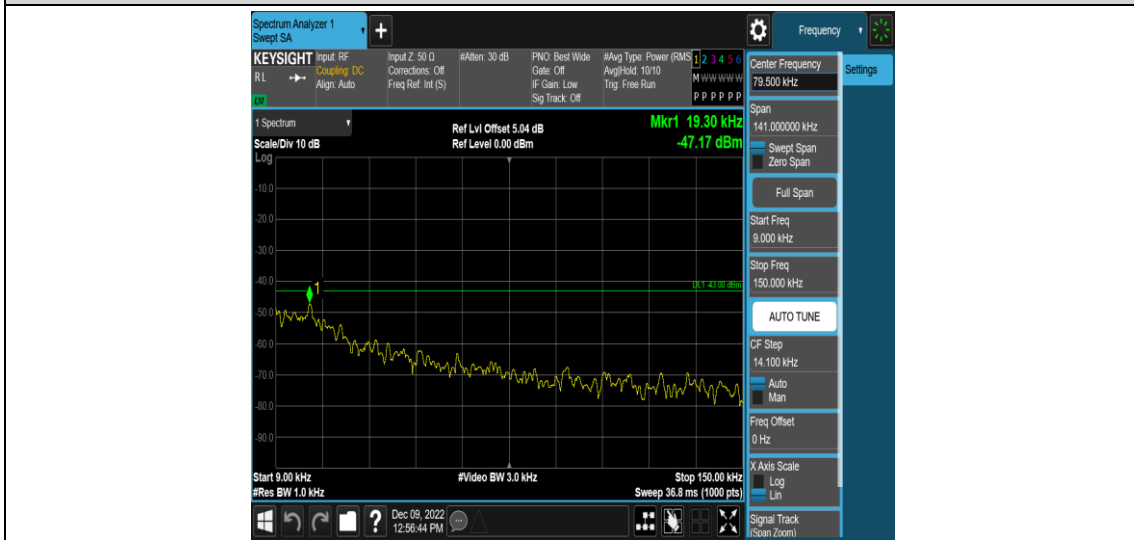 Spectrum Analyzer 1
Swept SA
+
Frequency
KEYSIGHT
RL
LXI
Input: RF
Coupling: DC
Align: Auto
Input Z: 50 Ω
Corrections: Off
Freq Ref: Int (S)
#Atten: 30 dB
PNO: Best Wide
Gate: Off
IF Gain: Low
Sig Track: Off
#Avg Type: Power (RMS
Avg|Hold: 10/10
Trig: Free Run
1 2 3 4 5 6
M W W W W W
P P P P P P
1 Spectrum
Scale/Div 10 dB
Log
Ref Lvl Offset 5.04 dB
Ref Level 0.00 dBm
Mkr1 19.30 kHz
-47.17 dBm
-10.0
-20.0
-30.0
-40.0
-50.0
-60.0
-70.0
-80.0
-90.0
1
DL1 -43.00 dBm
Start 9.00 kHz
#Res BW 1.0 kHz
#Video BW 3.0 kHz
Stop 150.00 kHz
Sweep 36.8 ms (1000 pts)
Center Frequency
79.500 kHz
Settings
Span
141.000000 kHz
Swept Span
Zero Span
Full Span
Start Freq
9.000 kHz
Stop Freq
150.000 kHz
AUTO TUNE
CF Step
14.100 kHz
Auto
Man
Freq Offset
0 Hz
X Axis Scale
Log
Lin
Signal Track
(Span Zoom)
?
Dec 09, 2022
12:56:44 PM